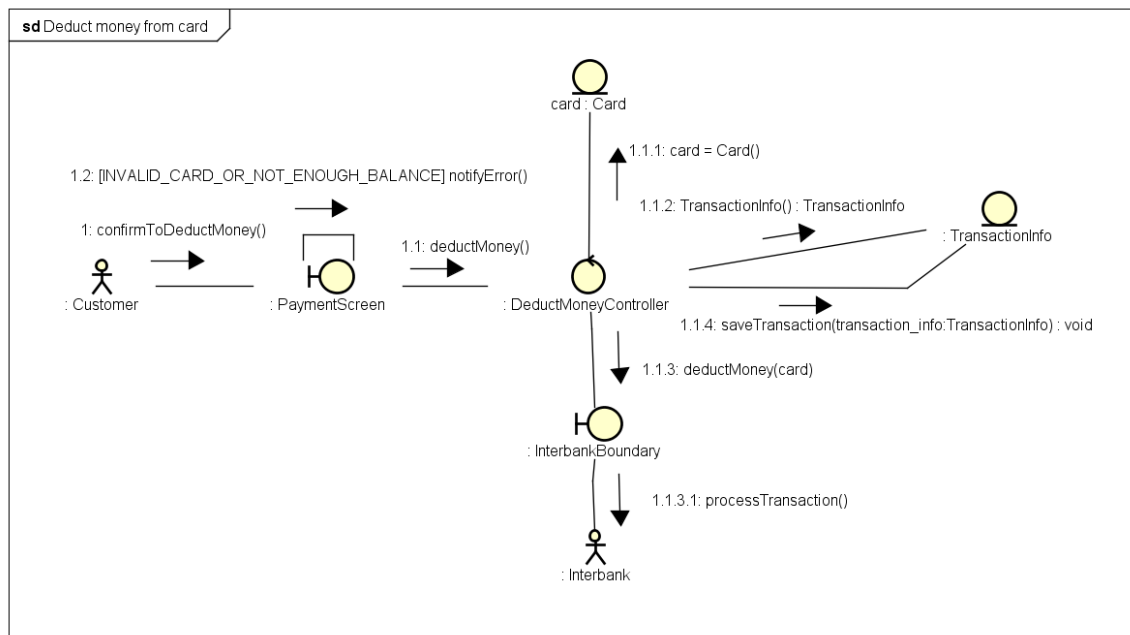 sd Deduct money from card
card : Card
1.1.1: card = Card()
1.2: [INVALID_CARD_OR_NOT_ENOUGH_BALANCE] notifyError()
1.1.2: TransactionInfo() : TransactionInfo
1: confirmToDeductMoney()
1.1: deductMoney()
: TransactionInfo
: Customer
: PaymentScreen
: DeductMoneyController
1.1.4: saveTransaction(transaction_info:TransactionInfo) : void
1.1.3: deductMoney(card)
: InterbankBoundary
1.1.3.1: processTransaction()
: Interbank